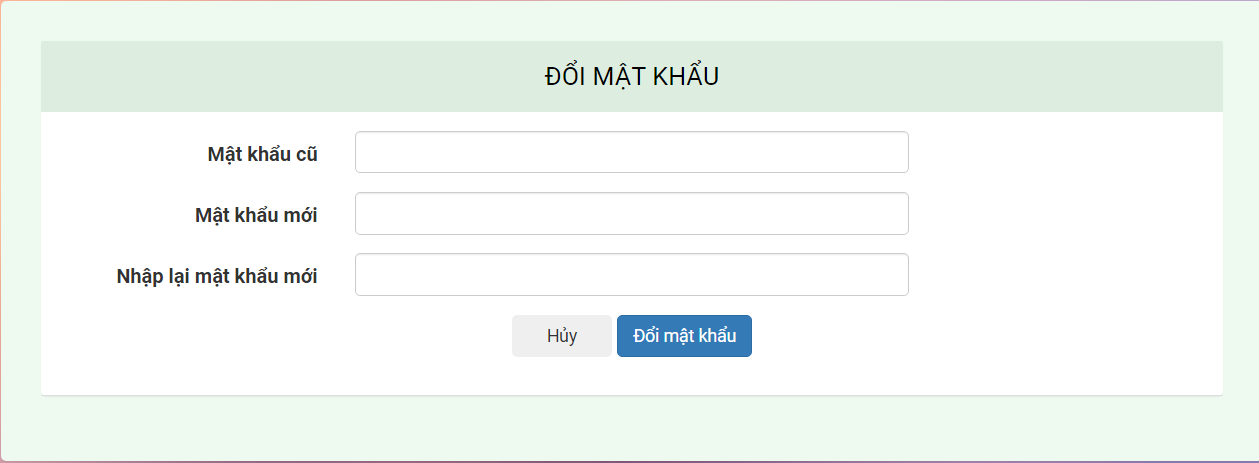 ĐỔI MẬT KHẨU
Mật khẩu cũ
Mật khẩu mới
Nhập lại mật khẩu mới
Hủy Đổi mật khẩu